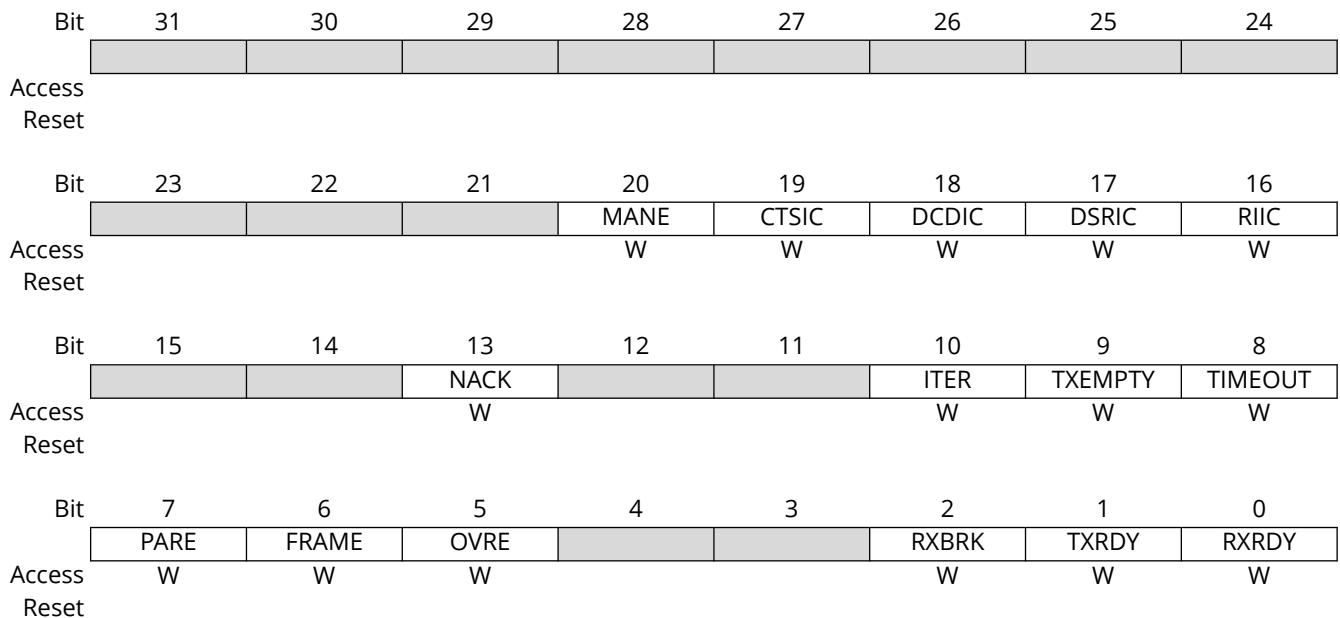 Bit 31 30 29 28 27 26 25 24
Access
Reset
Bit 23 22 21 20 19 18 17 16
MANE CTSIC DCDIC DSRIC RIIC
Access W W W W W
Reset
Bit 15 14 13 12 11 10 9 8
NACK ITER TXEMPTY TIMEOUT
Access W W W W
Reset
Bit 7 6 5 4 3 2 1 0
PARE FRAME OVRE RXBRK TXRDY RXRDY
Access W W W W W W
Reset